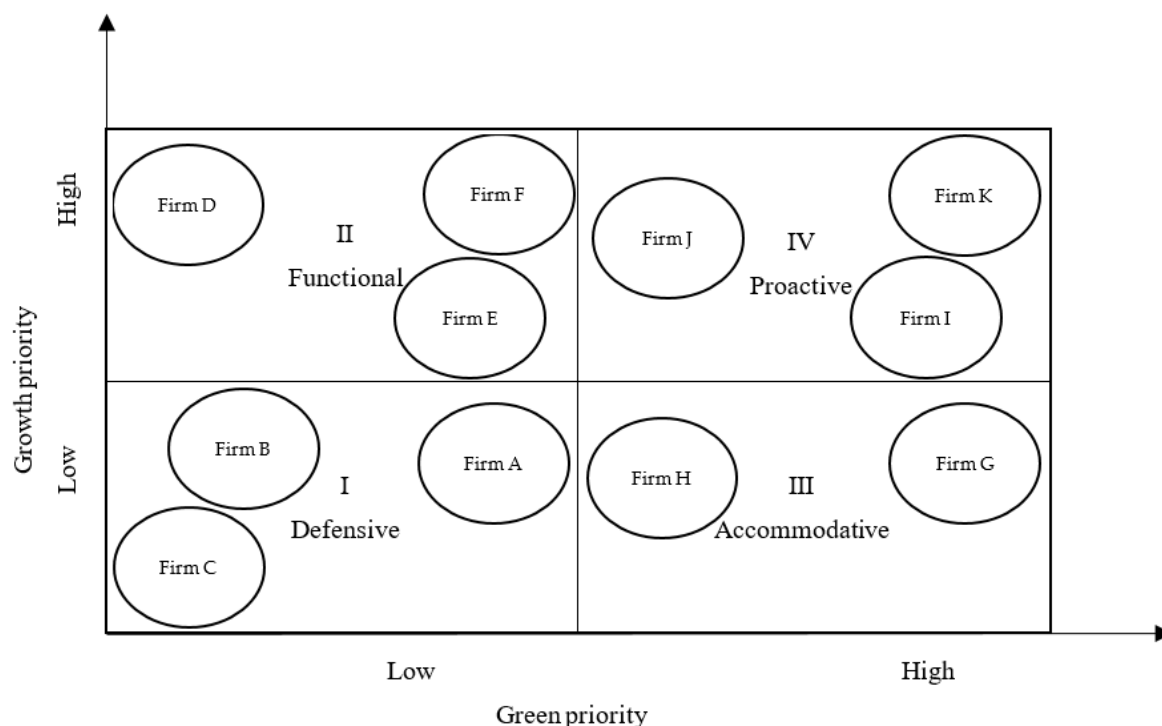 High
Low
Growth priority
Firm D
Firm F
II
Functional
Firm E
Firm K
Firm J
IV
Proactive
Firm I
Firm B
Firm A
I
Defensive
Firm C
Firm G
Firm H
III
Accommodative
Low
High
Green priority